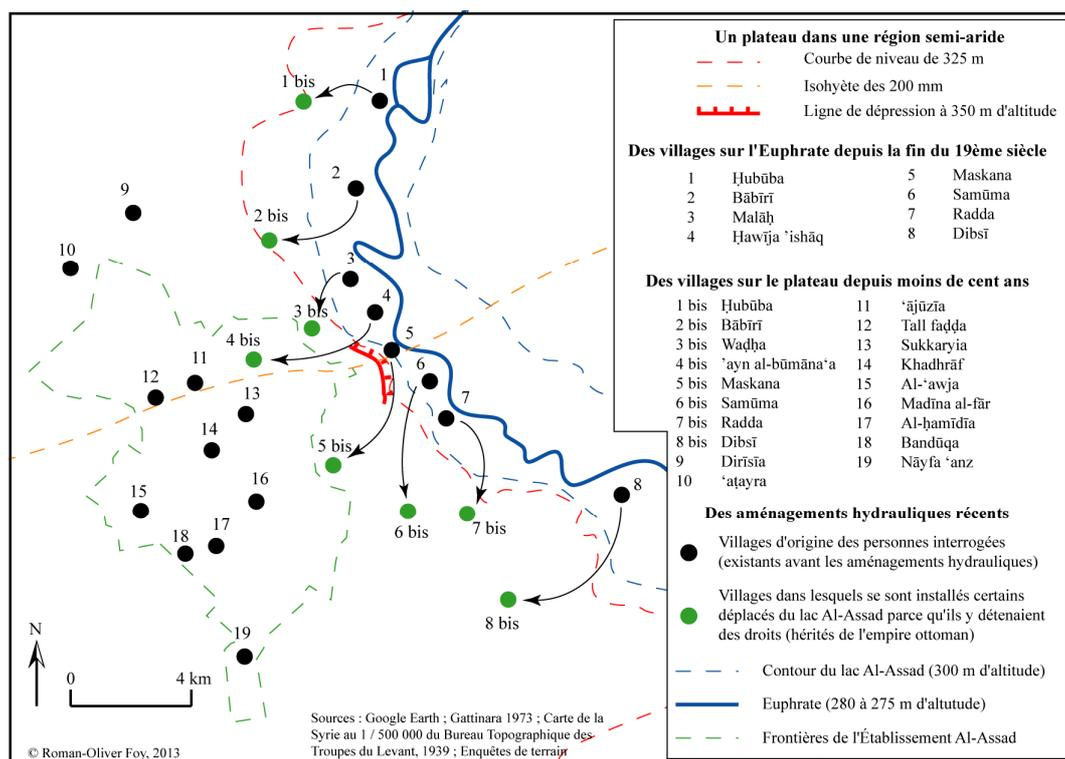 Un plateau dans une région semi-aride
Courbe de niveau de 325 m
Isohyète des 200 mm
Ligne de dépression à 350 m d'altitude
Des villages sur l'Euphrate depuis la fin du 19ème siècle
1 Ḥubūba
2 Bābīrī
3 Malāḥ
4 Ḥawīja ’ishāq
5 Maskana
6 Samūma
7 Radda
8 Dibsī
Des villages sur le plateau depuis moins de cent ans
1 bis Ḥubūba
2 bis Bābīrī
3 bis Waḍḥa
4 bis ’ayn al-būmāna‘a
5 bis Maskana
6 bis Samūma
7 bis Radda
8 bis Dibsī
9 Dirīsīa
10 ‘aṭayra
11 ‘ājūzīa
12 Tall faḍḍa
13 Sukkaryia
14 Khadhrāf
15 Al-‘awja
16 Madīna al-fār
17 Al-ḥamīdīa
18 Bandūqa
19 Nāyfa ‘anz
Des aménagements hydrauliques récents
Villages d'origine des personnes interrogées
(existants avant les aménagements hydrauliques)
Villages dans lesquels se sont installés certains
déplacés du lac Al-Assad parce qu'ils y détenaient
des droits (hérités de l'empire ottoman)
Contour du lac Al-Assad (300 m d'altitude)
Euphrate (280 à 275 m d'altutude)
Frontières de l'Établissement Al-Assad
1 bis
1
2
9
2 bis
10
3
4
3 bis
4 bis
5
11
6
12
7
13
14
5 bis
8
16
15
6 bis
7 bis
17
18
8 bis
19
N
0 4 km
Sources : Google Earth ; Gattinara 1973 ; Carte de la
Syrie au 1 / 500 000 du Bureau Topographique des
Troupes du Levant, 1939 ; Enquêtes de terrain
© Roman-Oliver Foy, 2013